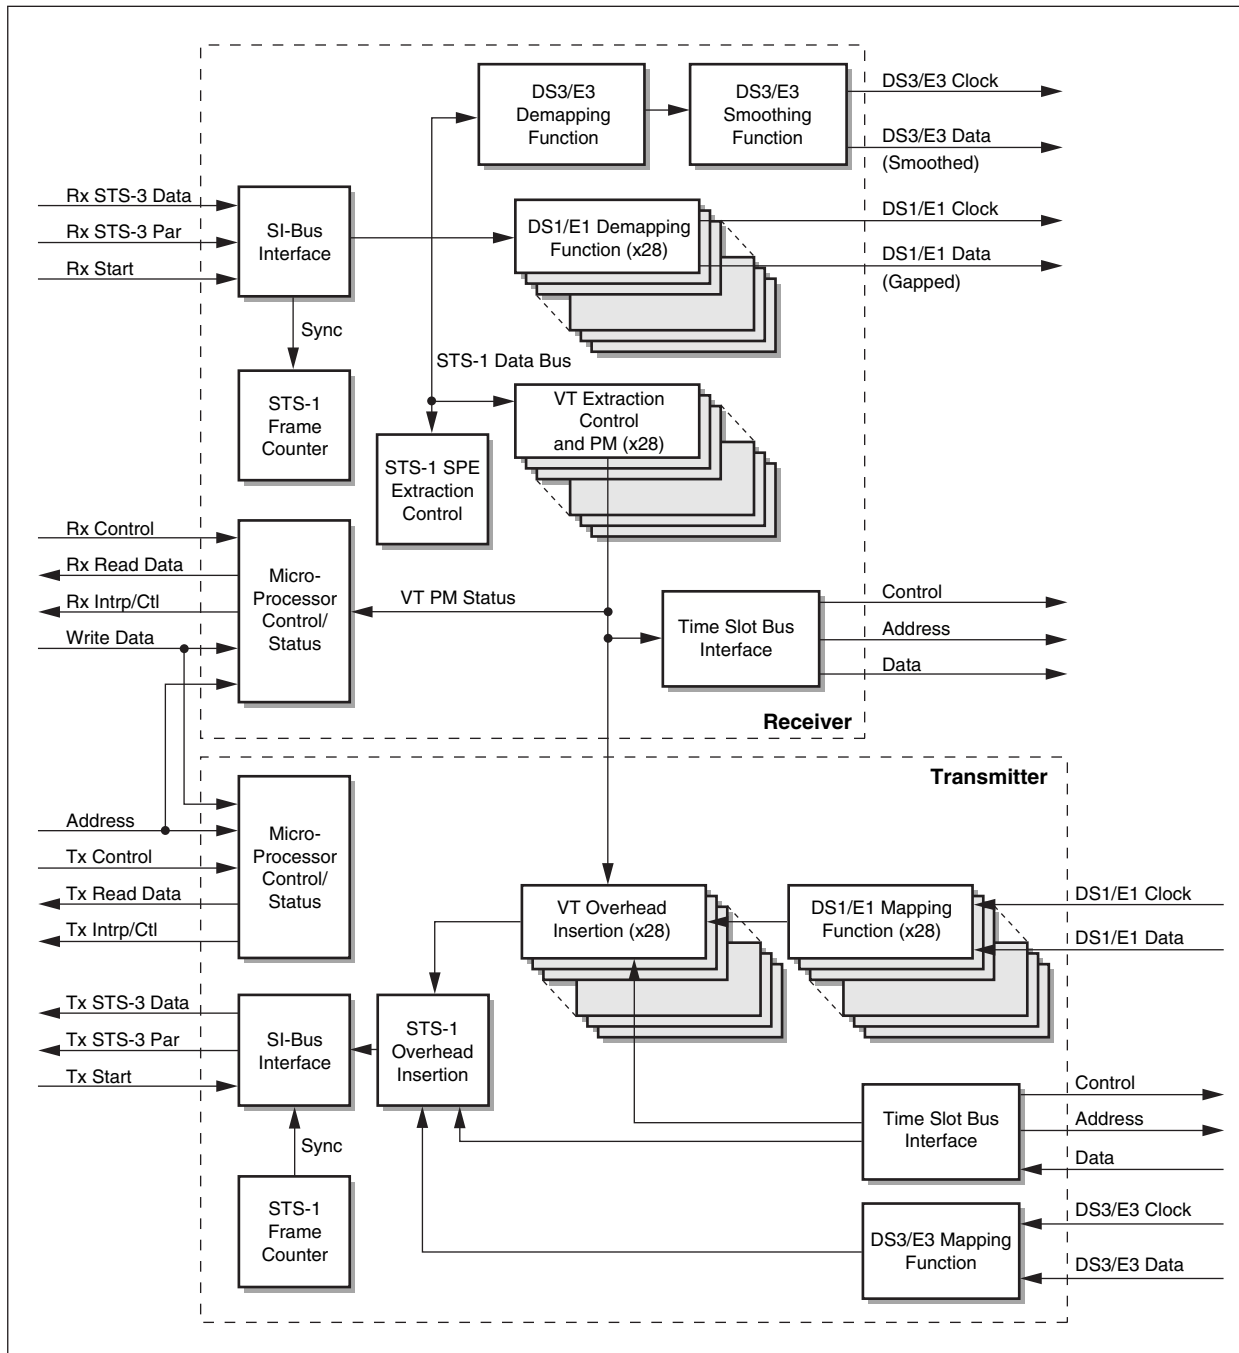 DS3/E3
Demapping
Function
DS3/E3
Smoothing
Function
DS3/E3 Clock
DS3/E3 Data
(Smoothed)
Rx STS-3 Data
Rx STS-3 Par
Rx Start
SI-Bus
Interface
DS1/E1 Demapping
Function (x28)
DS1/E1 Clock
DS1/E1 Data
(Gapped)
Sync
STS-1 Data Bus
STS-1
Frame
Counter
STS-1 SPE
Extraction
Control
VT Extraction
Control
and PM (x28)
Rx Control
Rx Read Data
Rx Intrp/Ctl
Write Data
Micro-
Processor
Control/
Status
VT PM Status
Time Slot Bus
Interface
Control
Address
Data
Receiver
Transmitter
Address
Tx Control
Tx Read Data
Tx Intrp/Ctl
Micro-
Processor
Control/
Status
VT Overhead
Insertion (x28)
DS1/E1 Mapping
Function (x28)
DS1/E1 Clock
DS1/E1 Data
Tx STS-3 Data
Tx STS-3 Par
Tx Start
SI-Bus
Interface
STS-1
Overhead
Insertion
Sync
STS-1
Frame
Counter
Time Slot Bus
Interface
Control
Address
Data
DS3/E3 Mapping
Function
DS3/E3 Clock
DS3/E3 Data